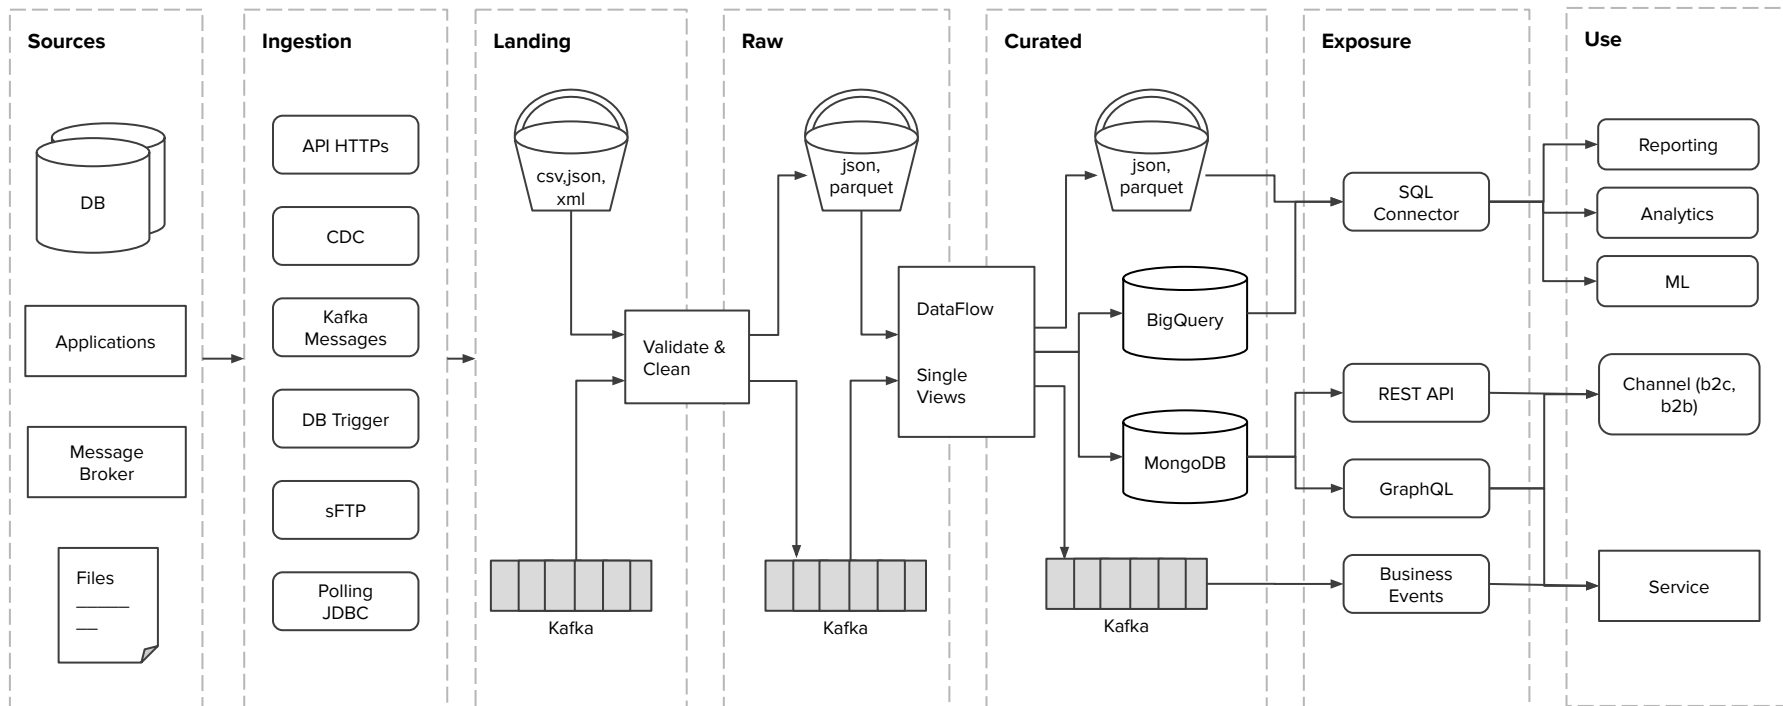 Sources
DB
Applications
Message
Broker
Files
Ingestion
API HTTPs
CDC
Kafka
Messages
DB Trigger
sFTP
Polling
JDBC
Landing
csv,json,
xml
Kafka
Validate &
Clean
Raw
json,
parquet
Kafka
DataFlow
Single
Views
Curated
json,
parquet
BigQuery
MongoDB
Kafka
Exposure
SQL
Connector
REST API
GraphQL
Business
Events
Use
Reporting
Analytics
ML
Channel (b2c,
b2b)
Service